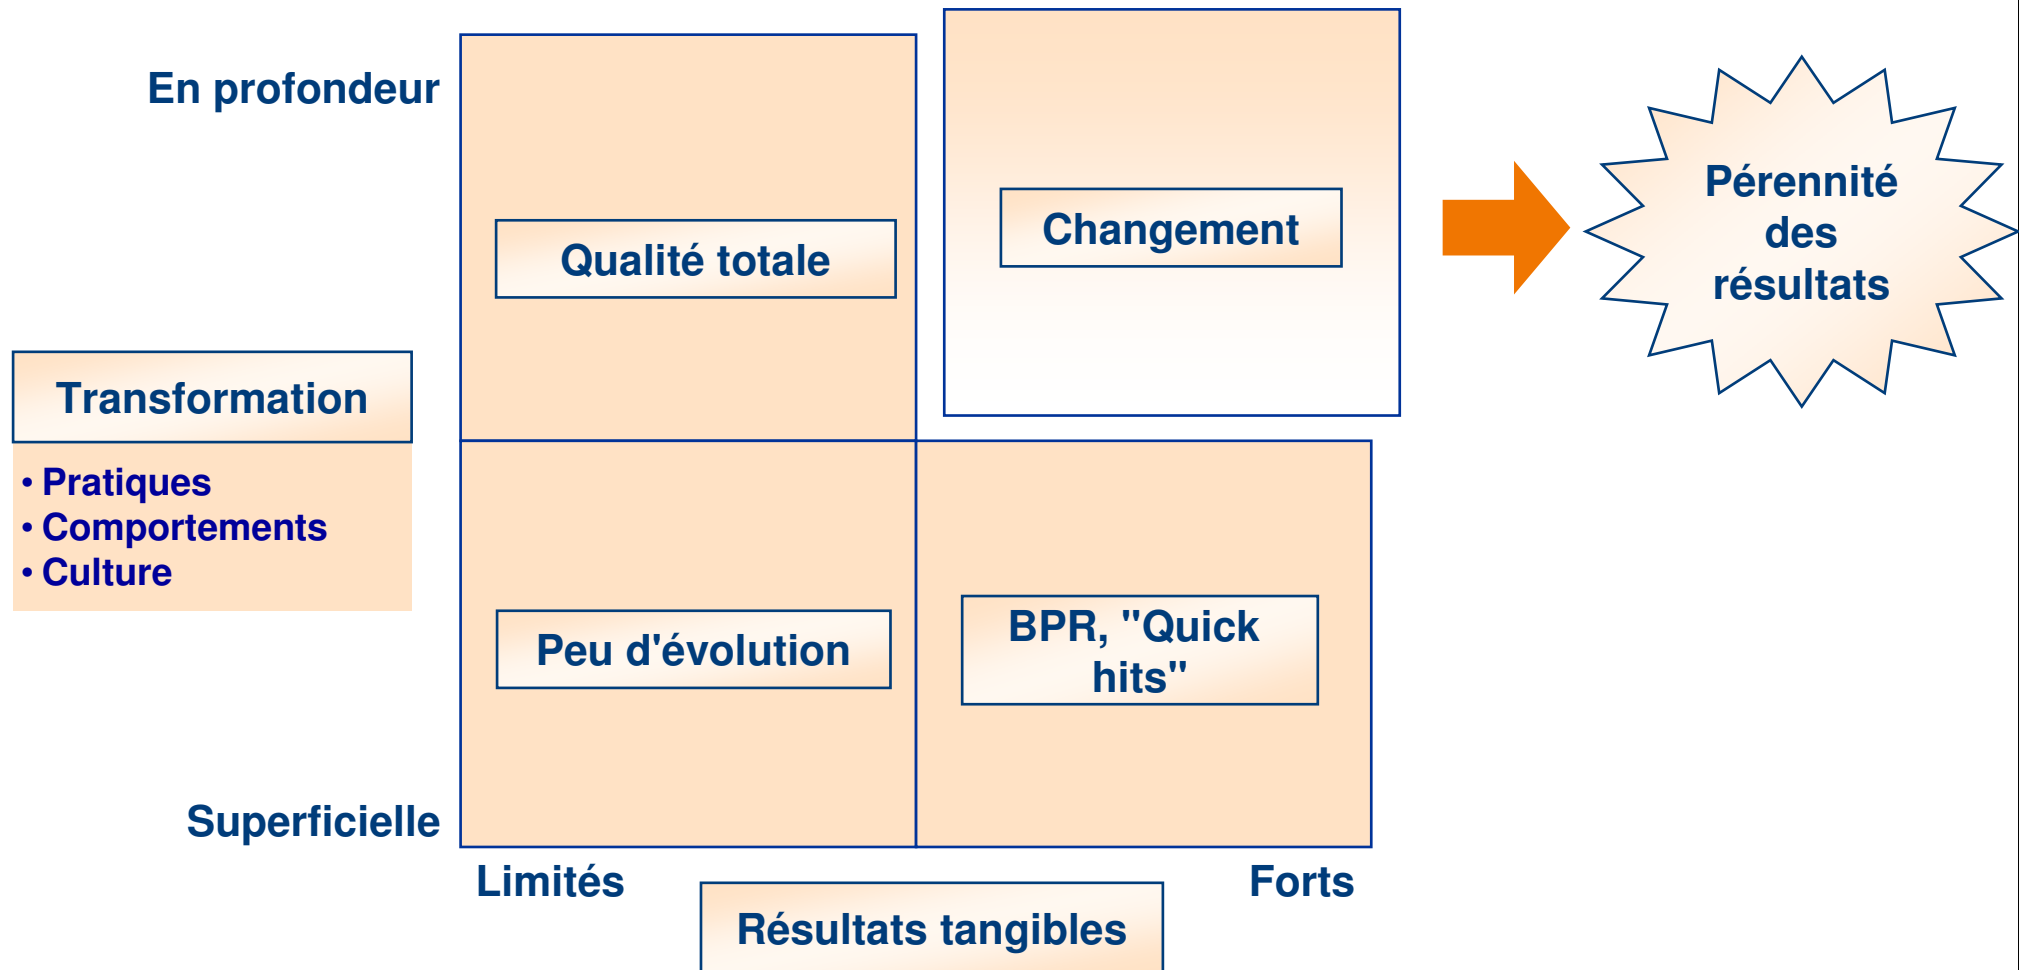 En profondeur
Qualité totale
Changement
Pérennité
des
résultats
Transformation
• Pratiques
• Comportements
• Culture
Peu d'évolution
BPR, "Quick
hits"
Superficielle
Limités
Forts
Résultats tangibles